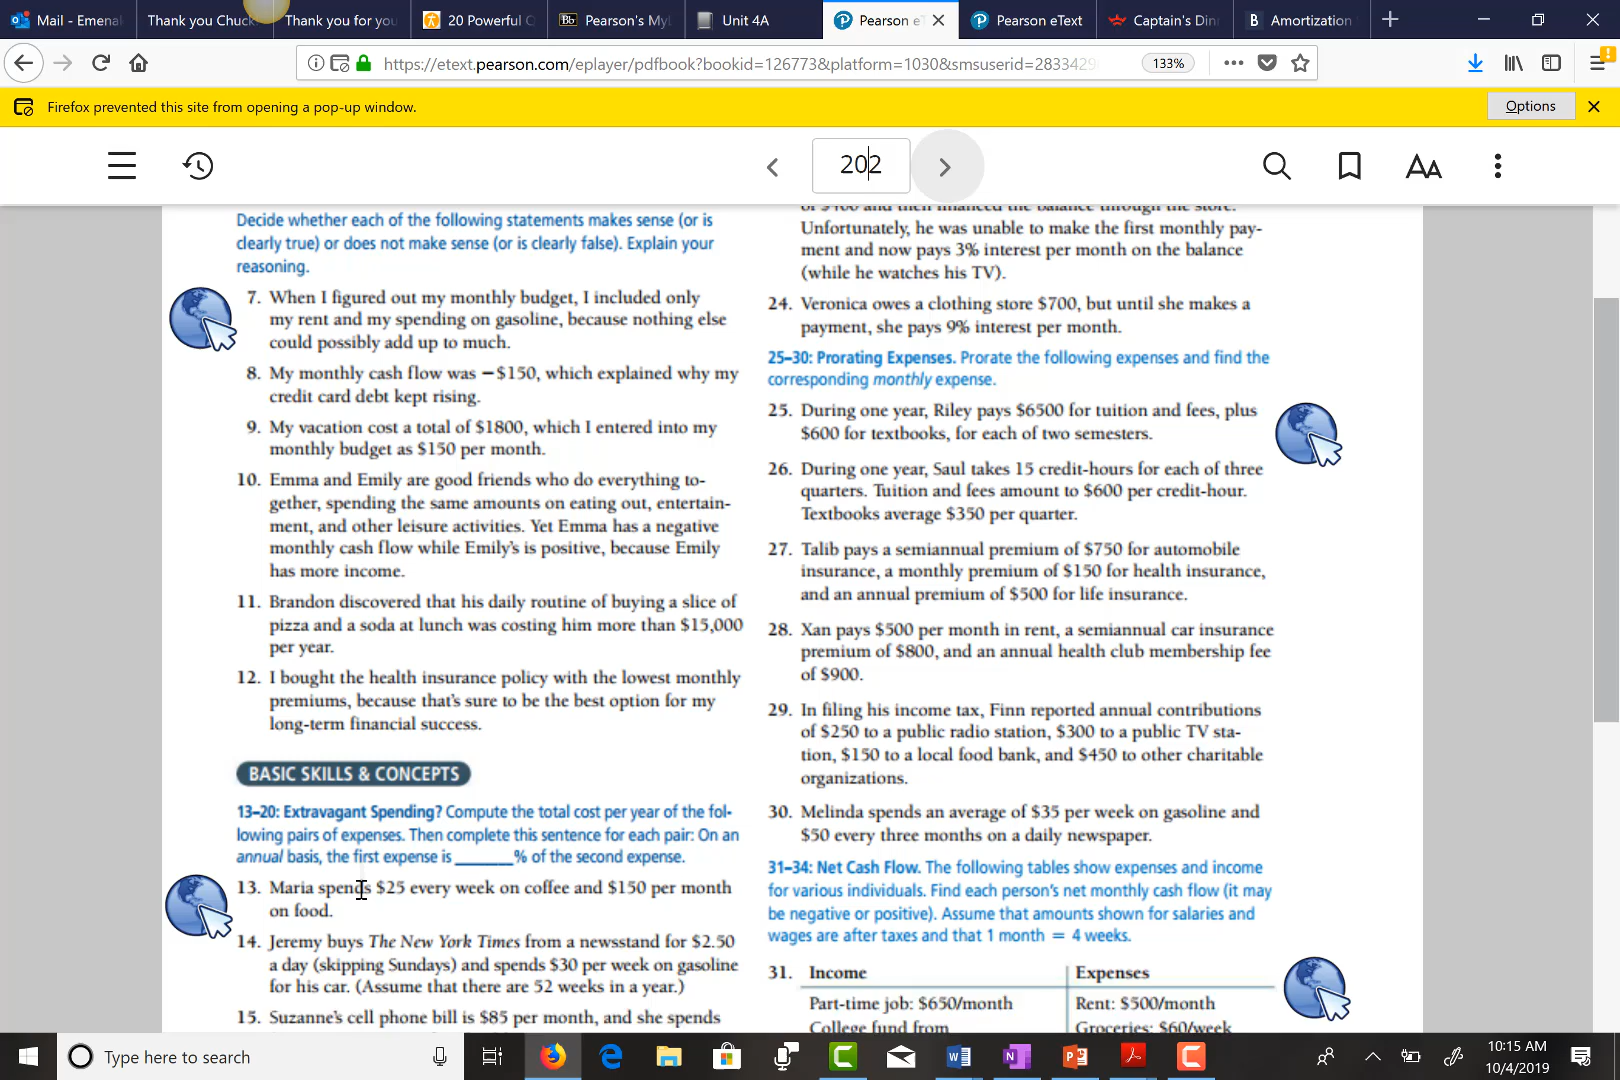 Mail - Emena
Thank you Chuck
Thank you for you
20 Powerful
Bb
Pearson's My
Unit 4A
Pearson eT
Pearson eText
Captain's Din
B
Amortization
https://etext.pearson.com/eplayer/pdfbook?bookid=126773&platform=1030&smsuserid=2833429
133%
Firefox prevented this site from opening a pop-up window.
Options
202
AA
Decide whether each of the following statements makes sense (or is
clearly true) or does not make sense (or is clearly false). Explain your
reasoning.
7. When I figured out my monthly budget, I included only
my rent and my spending on gasoline, because nothing else
could possibly add up to much.
8. My monthly cash flow was −$150, which explained why my
credit card debt kept rising.
9. My vacation cost a total of $1800, which I entered into my
monthly budget as $150 per month.
10. Emma and Emily are good friends who do everything to-
gether, spending the same amounts on eating out, entertain-
ment, and other leisure activities. Yet Emma has a negative
monthly cash flow while Emily's is positive, because Emily
has more income.
11. Brandon discovered that his daily routine of buying a slice of
pizza and a soda at lunch was costing him more than $15,000
per year.
12. I bought the health insurance policy with the lowest monthly
premiums, because that's sure to be the best option for my
long-term financial success.
BASIC SKILLS & CONCEPTS
13–20: Extravagant Spending? Compute the total cost per year of the fol-
lowing pairs of expenses. Then complete this sentence for each pair: On an
annual basis, the first expense is _______% of the second expense.
13. Maria spends $25 every week on coffee and $150 per month
on food.
14. Jeremy buys The New York Times from a newsstand for $2.50
a day (skipping Sundays) and spends $30 per week on gasoline
for his car. (Assume that there are 52 weeks in a year.)
15. Suzanne's cell phone bill is $85 per month, and she spends
of $400 and then financed the balance through the store.
Unfortunately, he was unable to make the first monthly pay-
ment and now pays 3% interest per month on the balance
(while he watches his TV).
24. Veronica owes a clothing store $700, but until she makes a
payment, she pays 9% interest per month.
25–30: Prorating Expenses. Prorate the following expenses and find the
corresponding monthly expense.
25. During one year, Riley pays $6500 for tuition and fees, plus
$600 for textbooks, for each of two semesters.
26. During one year, Saul takes 15 credit-hours for each of three
quarters. Tuition and fees amount to $600 per credit-hour.
Textbooks average $350 per quarter.
27. Talib pays a semiannual premium of $750 for automobile
insurance, a monthly premium of $150 for health insurance,
and an annual premium of $500 for life insurance.
28. Xan pays $500 per month in rent, a semiannual car insurance
premium of $800, and an annual health club membership fee
of $900.
29. In filing his income tax, Finn reported annual contributions
of $250 to a public radio station, $300 to a public TV sta-
tion, $150 to a local food bank, and $450 to other charitable
organizations.
30. Melinda spends an average of $35 per week on gasoline and
$50 every three months on a daily newspaper.
31–34: Net Cash Flow. The following tables show expenses and income
for various individuals. Find each person's net monthly cash flow (it may
be negative or positive). Assume that amounts shown for salaries and
wages are after taxes and that 1 month = 4 weeks.
31. Income Expenses
Part-time job: $650/month Rent: $500/month
College fund from Groceries: $60/week
Type here to search
10:15 AM
10/4/2019